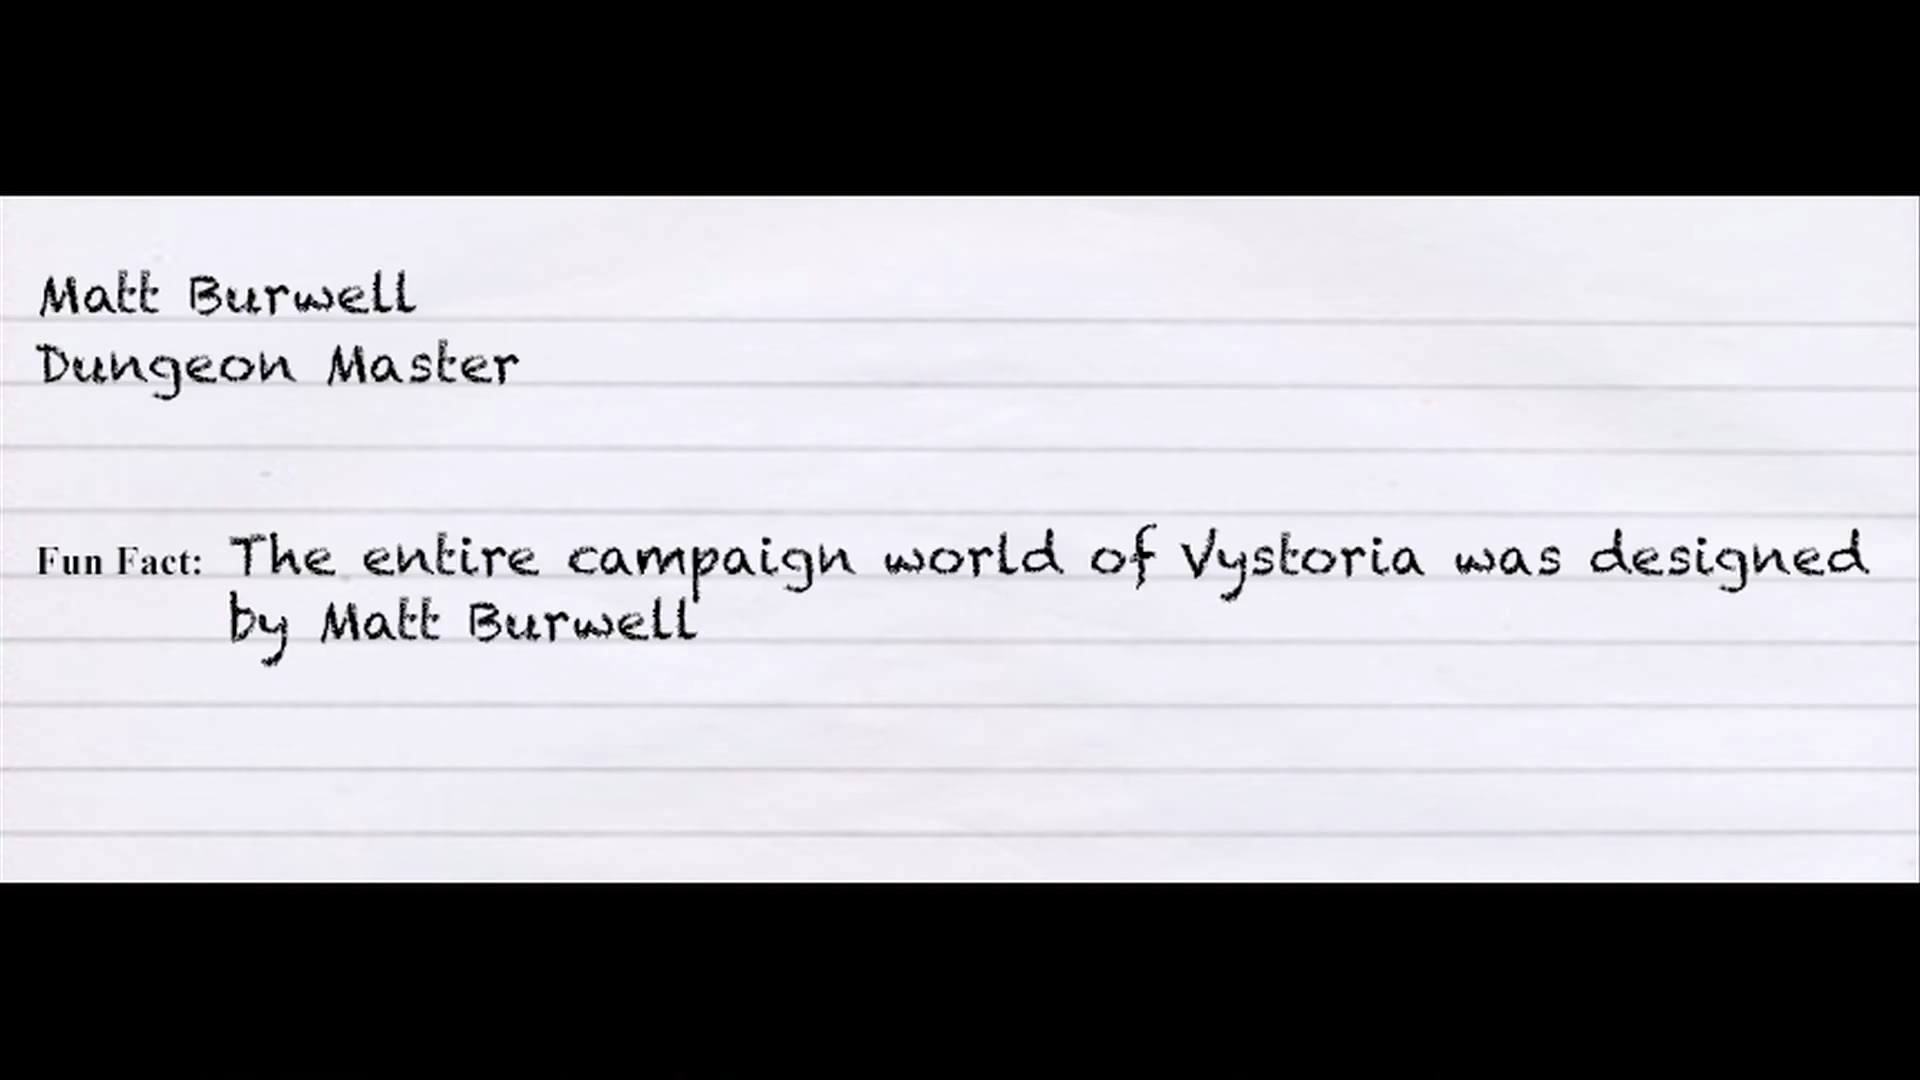 Matt Burwell
Dungeon Master
Fun Fact: The entire campaign world of Vystoria was designed
by Matt Burwell